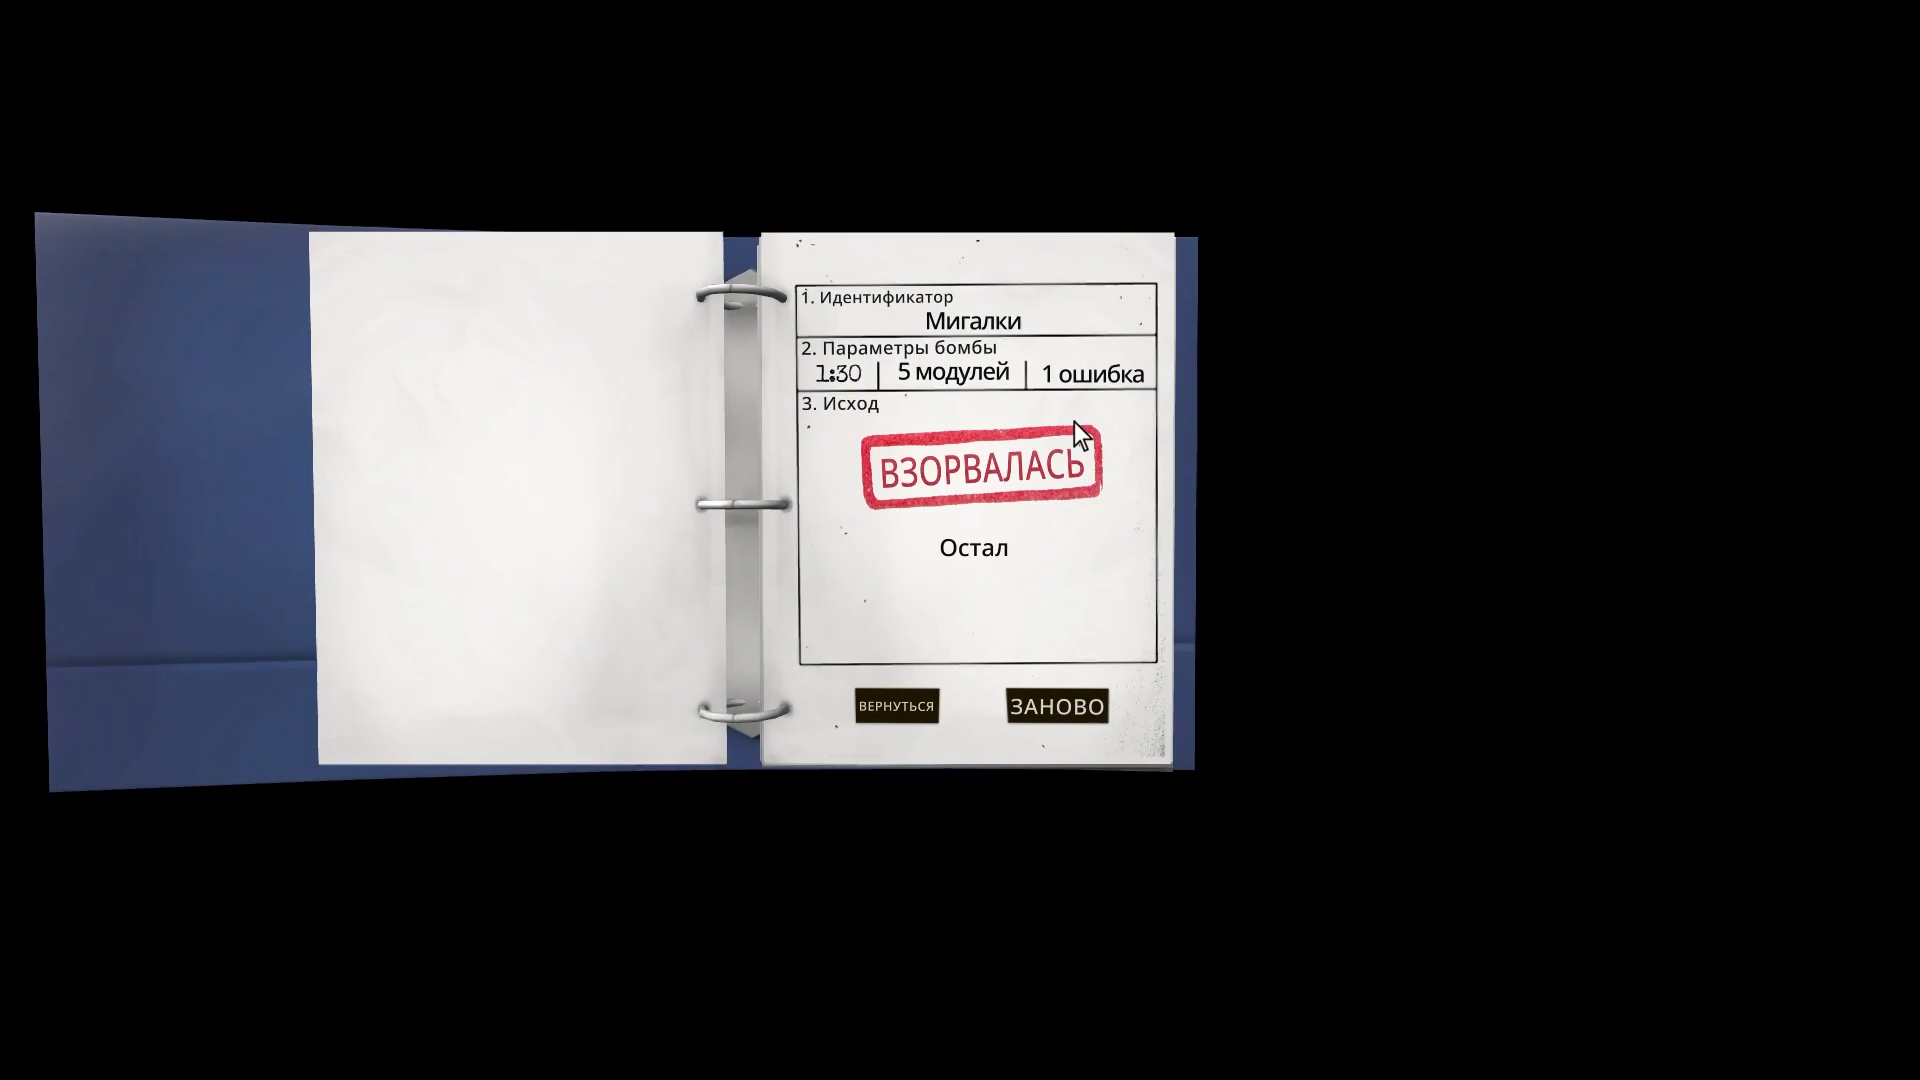 1. Идентификатор
Мигалки
2. Параметры бомбы
1:30 | 5 модулей | 1 ошибка
3. Исход
ВЗОРВАЛАСЬ
Остал
ВЕРНУТЬСЯ
ЗАНОВО